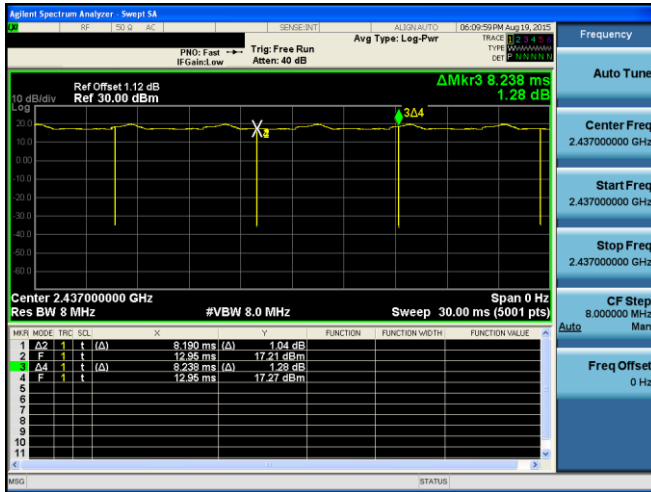 Agilent Spectrum Analyzer - Swept SA
RF 50 Ω AC SENSE:INT ALIGN AUTO 06:09:59 PM Aug 19, 2015
Avg Type: Log-Pwr TRACE 1 2 3 4 5 6
PNO: Fast Trig: Free Run TYPE WWWWWW
IFGain:Low Atten: 40 dB DET P N N N N N
ΔMkr3 8.238 ms
1.28 dB
Ref Offset 1.12 dB
10 dB/div Ref 30.00 dBm
Log
20.0
10.0
0.00
-10.0
-20.0
-30.0
-40.0
-50.0
-60.0
3Δ4
Center 2.437000000 GHz Span 0 Hz
Res BW 8 MHz #VBW 8.0 MHz Sweep 30.00 ms (5001 pts)
MKR MODE TRC SCL X Y FUNCTION FUNCTION WIDTH FUNCTION VALUE
1 Δ2 1 t (Δ) 8.190 ms (Δ) 1.04 dB
2 F 1 t 12.95 ms 17.21 dBm
3 Δ4 1 t (Δ) 8.238 ms (Δ) 1.28 dB
4 F 1 t 12.95 ms 17.27 dBm
5
6
7
8
9
10
11
MSG STATUS
Frequency
Auto Tune
Center Freq
2.437000000 GHz
Start Freq
2.437000000 GHz
Stop Freq
2.437000000 GHz
CF Step
8.000000 MHz
Auto Man
Freq Offset
0 Hz